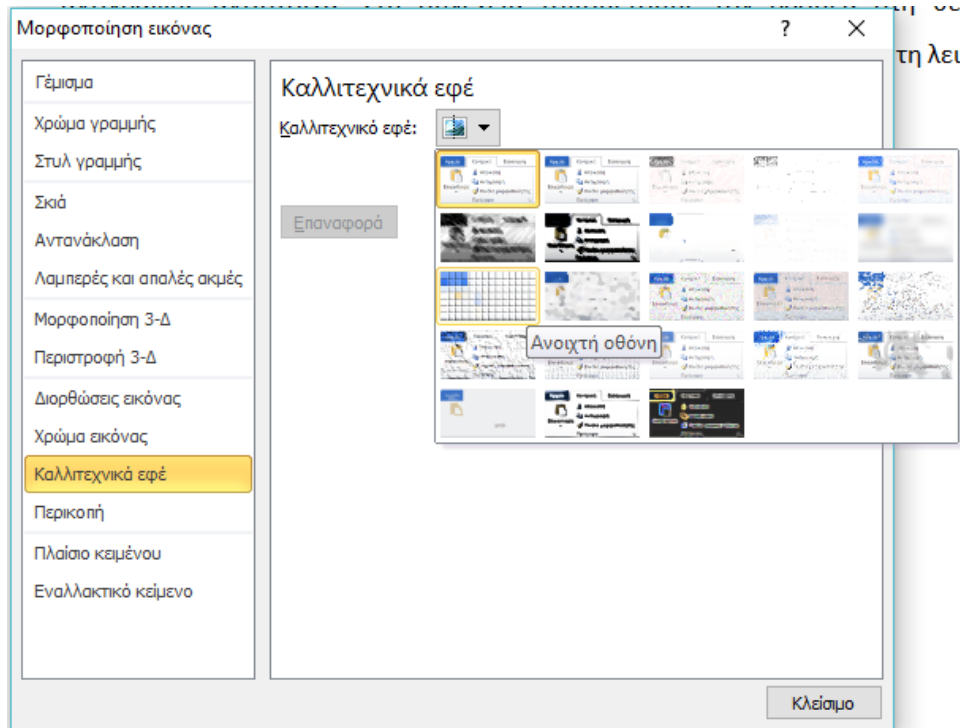 Μορφοποίηση εικόνας
?
τη λει
Γέμισμα
Χρώμα γραμμής
Στυλ γραμμής
Σκιά
Αντανάκλαση
Λαμπερές και απαλές ακμές
Μορφοποίηση 3-Δ
Περιστροφή 3-Δ
Διορθώσεις εικόνας
Χρώμα εικόνας
Καλλιτεχνικά εφέ
Περικοπή
Πλαίσιο κειμένου
Εναλλακτικό κείμενο
Καλλιτεχνικά εφέ
Καλλιτεχνικό εφέ:
Επαναφορά
Ανοιχτή οθόνη
Κλείσιμο